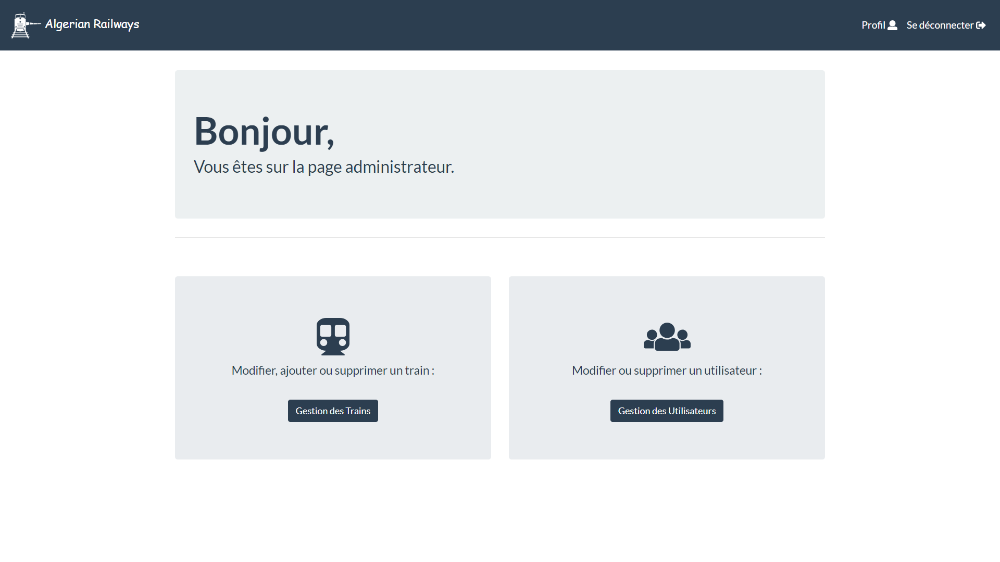 Algerian Railways
Profil
Se déconnecter
Bonjour,
Vous êtes sur la page administrateur.
Modifier, ajouter ou supprimer un train :
Gestion des Trains
Modifier ou supprimer un utilisateur :
Gestion des Utilisateurs